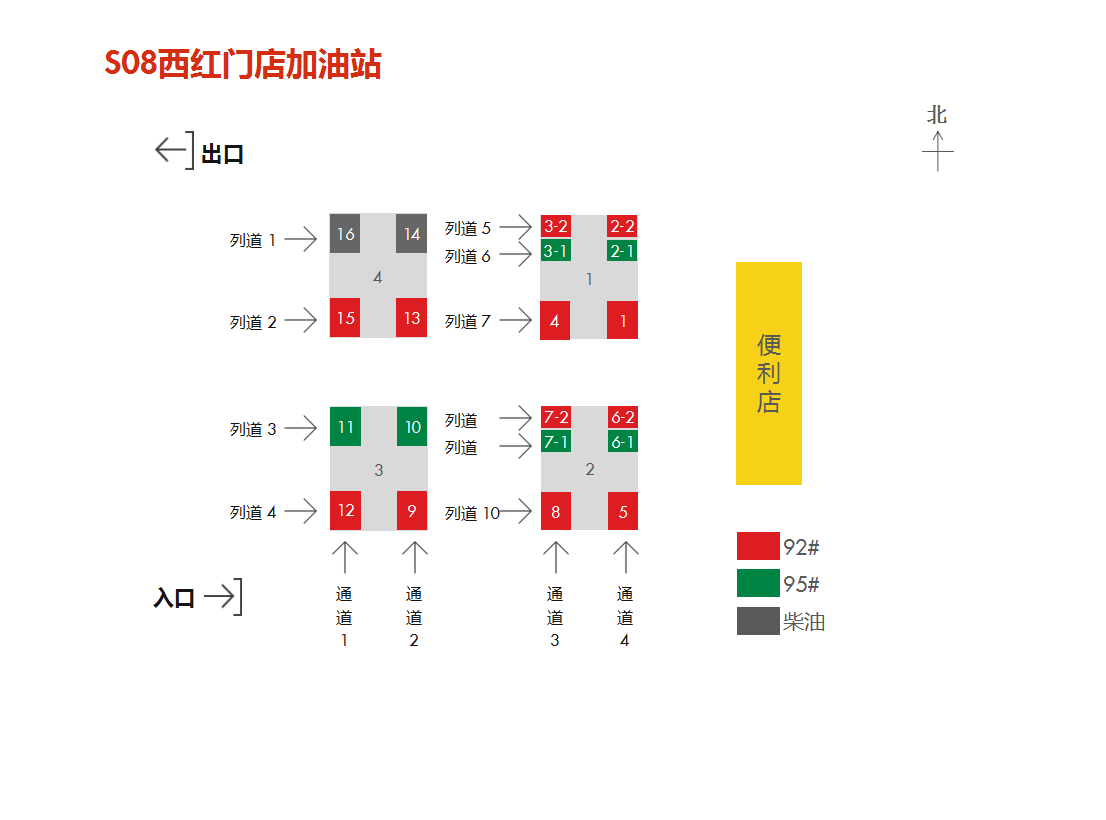 S08西红门店加油站
北
出口
列道 1
16
14
列道 5
3-2
2-2
列道 6
3-1
2-1
4
1
列道 2
15
13
列道 7
4
1
便
利
店
列道 3
11
10
列道
7-2
6-2
列道
7-1
6-1
3
2
列道 4
12
9
列道 10
8
5
92#
95#
柴油
入口
通
道
1
通
道
2
通
道
3
通
道
4